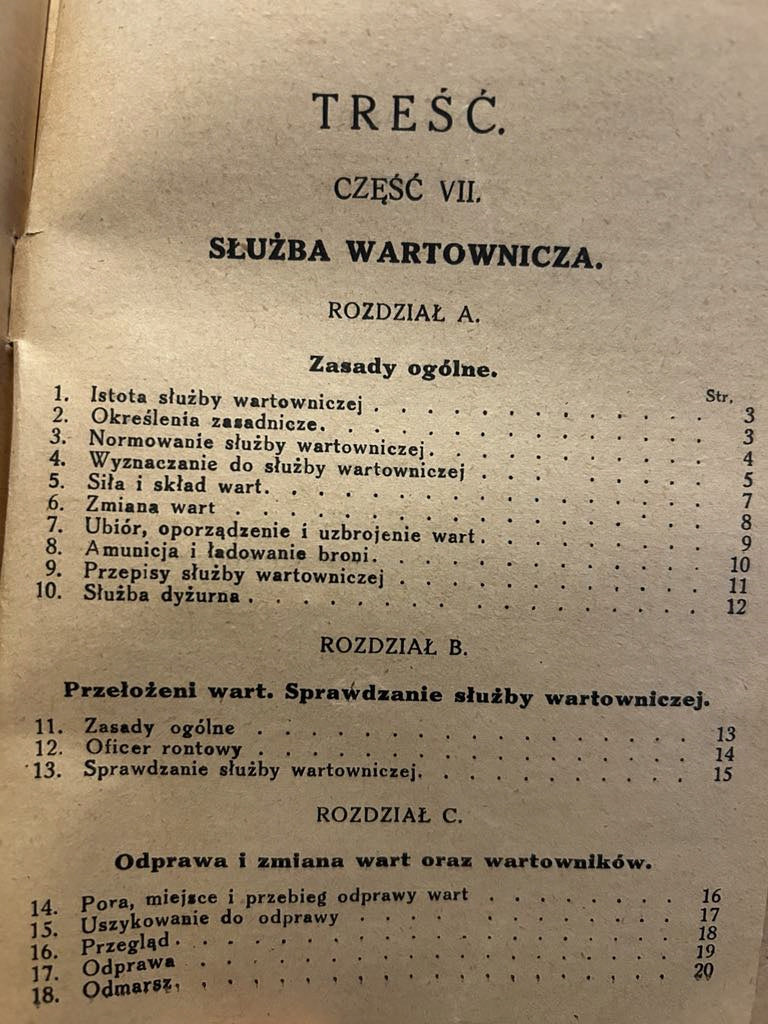 TREŚĆ.
CZĘŚĆ VII.
SŁUŻBA WARTOWNICZA.
ROZDZIAŁ A.
Zasady ogólne.
Str.
1. Istota służby wartowniczej . . . . . . . . . . . 3
2. Określenia zasadnicze. . . . . . . . . . . . 3
3. Normowanie służby wartowniczej. . . . . . . . . 4
4. Wyznaczanie do służby wartowniczej . . . . . . . 5
5. Siła i skład wart. . . . . . . . . . . . . 7
6. Zmiana wart . . . . . . . . . . . . . . 8
7. Ubiór, oporządzenie i uzbrojenie wart. . . . . . . 9
8. Amunicja i ładowanie broni. . . . . . . . . . 10
9. Przepisy służby wartowniczej . . . . . . . . . 11
10. Służba dyżurna . . . . . . . . . . . . . 12
ROZDZIAŁ B.
Przełożeni wart. Sprawdzanie służby wartowniczej.
11. Zasady ogólne . . . . . . . . . . . . . 13
12. Oficer rontowy . . . . . . . . . . . . . 14
13. Sprawdzanie służby wartowniczej. . . . . . . . . 15
ROZDZIAŁ C.
Odprawa i zmiana wart oraz wartowników.
14. Pora, miejsce i przebieg odprawy wart . . . . . . . 16
15. Uszykowanie do odprawy . . . . . . . . . . 17
16. Przegląd . . . . . . . . . . . . . . . 18
17. Odprawa . . . . . . . . . . . . . . . 19
18. Odmarsz. . . . . . . . . . . . . . . . 20